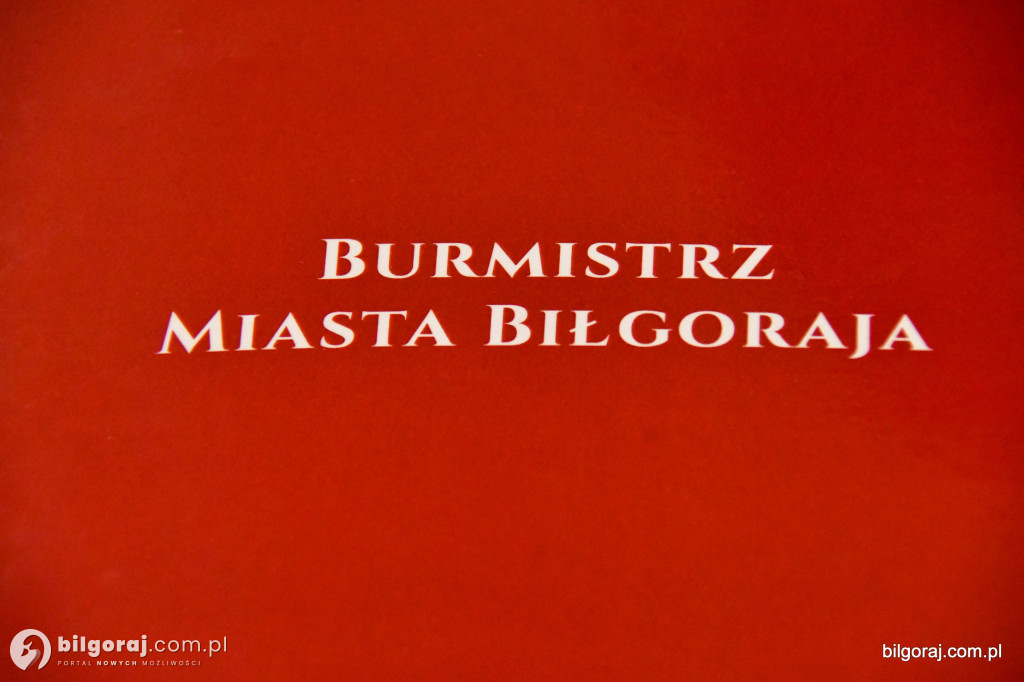 Burmistrz
Miasta Biłgoraja
bilgoraj.com.pl
PORTAL NOWYCH MOŻLIWOŚCI
bilgoraj.com.pl